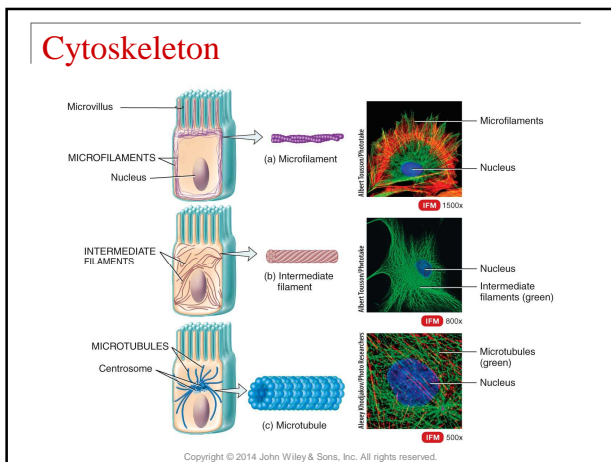 Cytoskeleton
Microvillus
MICROFILAMENTS
Nucleus
(a) Microfilament
Albert Tousson/Phototake
Microfilaments
Nucleus
IFM 1500x
INTERMEDIATE
FILAMENTS
(b) Intermediate
filament
Albert Tousson/Phototake
Nucleus
Intermediate
filaments (green)
IFM 800x
MICROTUBULES
Centrosome
(c) Microtubule
Alexey Khodjakov/Photo Researchers
Microtubules
(green)
Nucleus
IFM 500x
Copyright © 2014 John Wiley & Sons, Inc. All rights reserved.